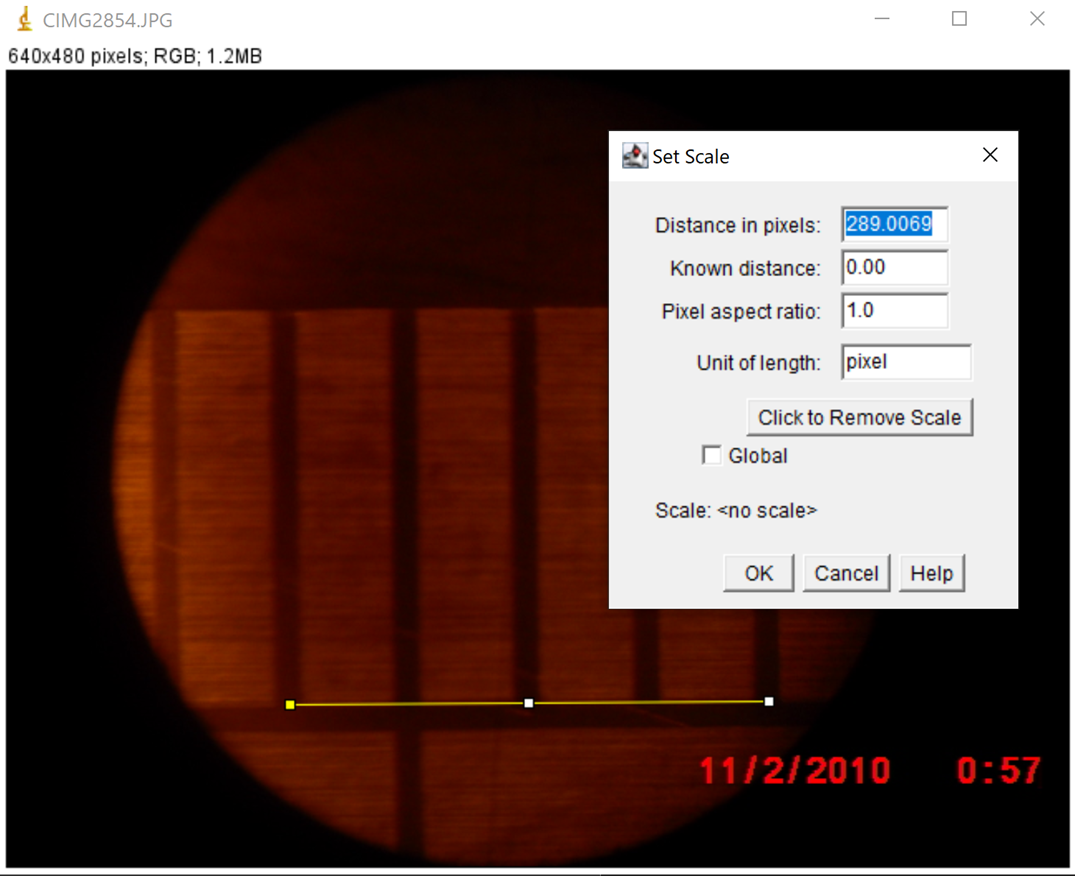 CIMG2854.JPG
640x480 pixels; RGB; 1.2MB
Set Scale
Distance in pixels: 289.0069
Known distance: 0.00
Pixel aspect ratio: 1.0
Unit of length: pixel
Click to Remove Scale
Global
Scale: <no scale>
OK Cancel Help
11/2/2010 0:57